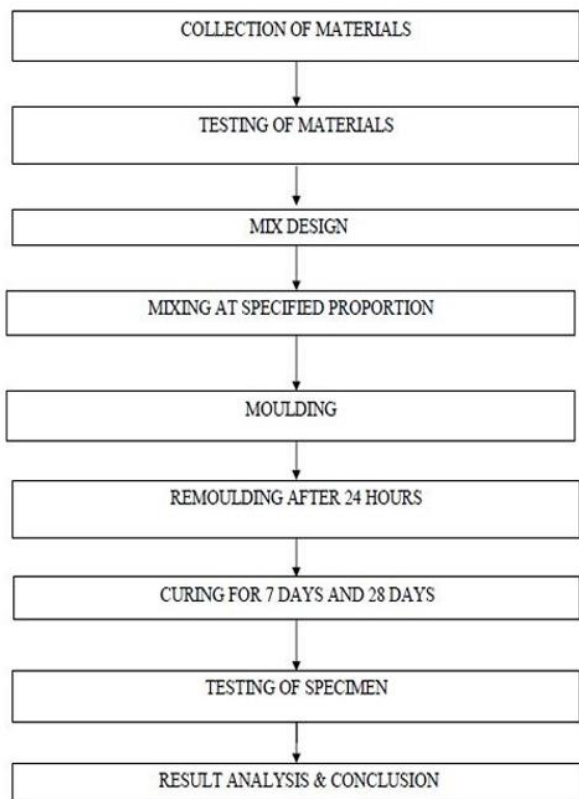 COLLECTION OF MATERIALS
TESTING OF MATERIALS
MIX DESIGN
MIXING AT SPECIFIED PROPORTION
MOULDING
REMOULDING AFTER 24 HOURS
CURING FOR 7 DAYS AND 28 DAYS
TESTING OF SPECIMEN
RESULT ANALYSIS & CONCLUSION